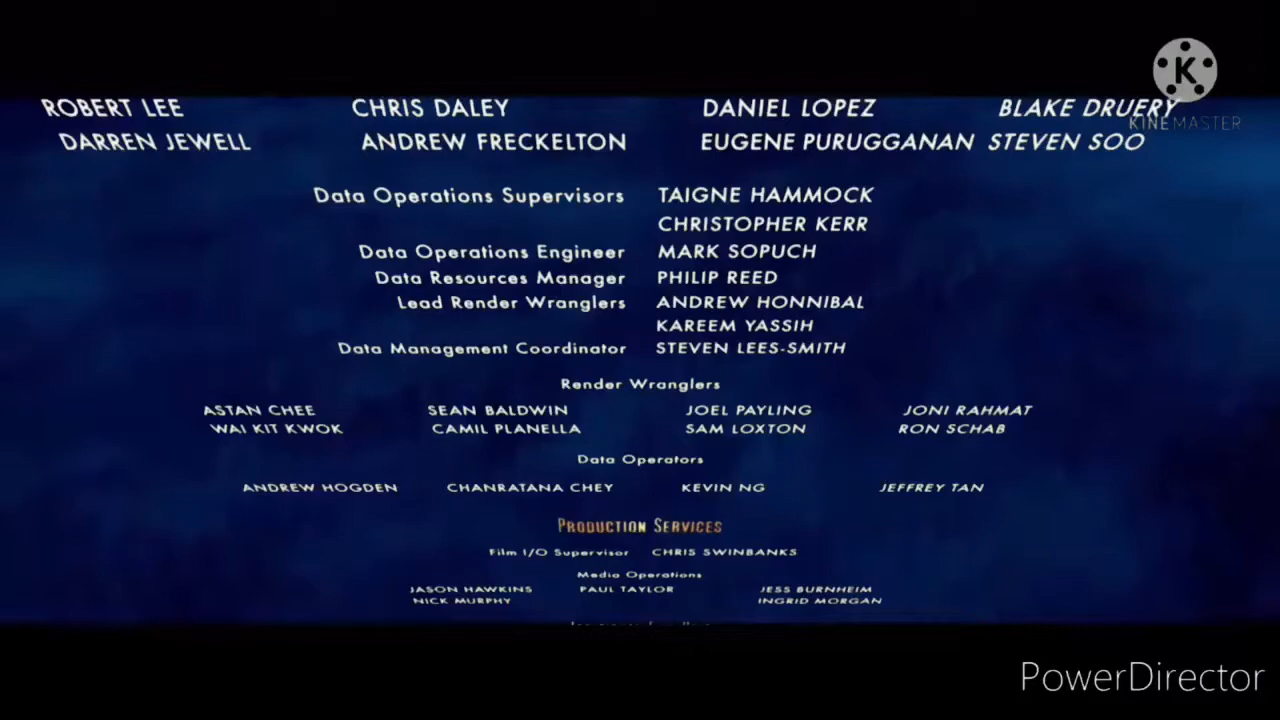 K
KINEMASTER
ROBERT LEE CHRIS DALEY DANIEL LOPEZ BLAKE DRUERY
DARREN JEWELL ANDREW FRECKELTON EUGENE PURUGGANAN STEVEN SOO
Data Operations Supervisors TAIGNE HAMMOCK
CHRISTOPHER KERR
Data Operations Engineer MARK SOPUCH
Data Resources Manager PHILIP REED
Lead Render Wranglers ANDREW HONNIBAL
KAREEM YASSIH
Data Management Coordinator STEVEN LEES-SMITH
Render Wranglers
ASTAN CHEE SEAN BALDWIN JOEL PAYLING JONI RAHMAT
WAI KIT KWOK CAMIL PLANELLA SAM LOXTON RON SCHAB
Data Operators
ANDREW HOGDEN CHANRATANA CHEY KEVIN NG JEFFREY TAN
PRODUCTION SERVICES
Film I/O Supervisor CHRIS SWINBANKS
Media Operations
JASON HAWKINS PAUL TAYLOR JESS BURNHEIM
NICK MURPHY INGRID MORGAN
PowerDirector